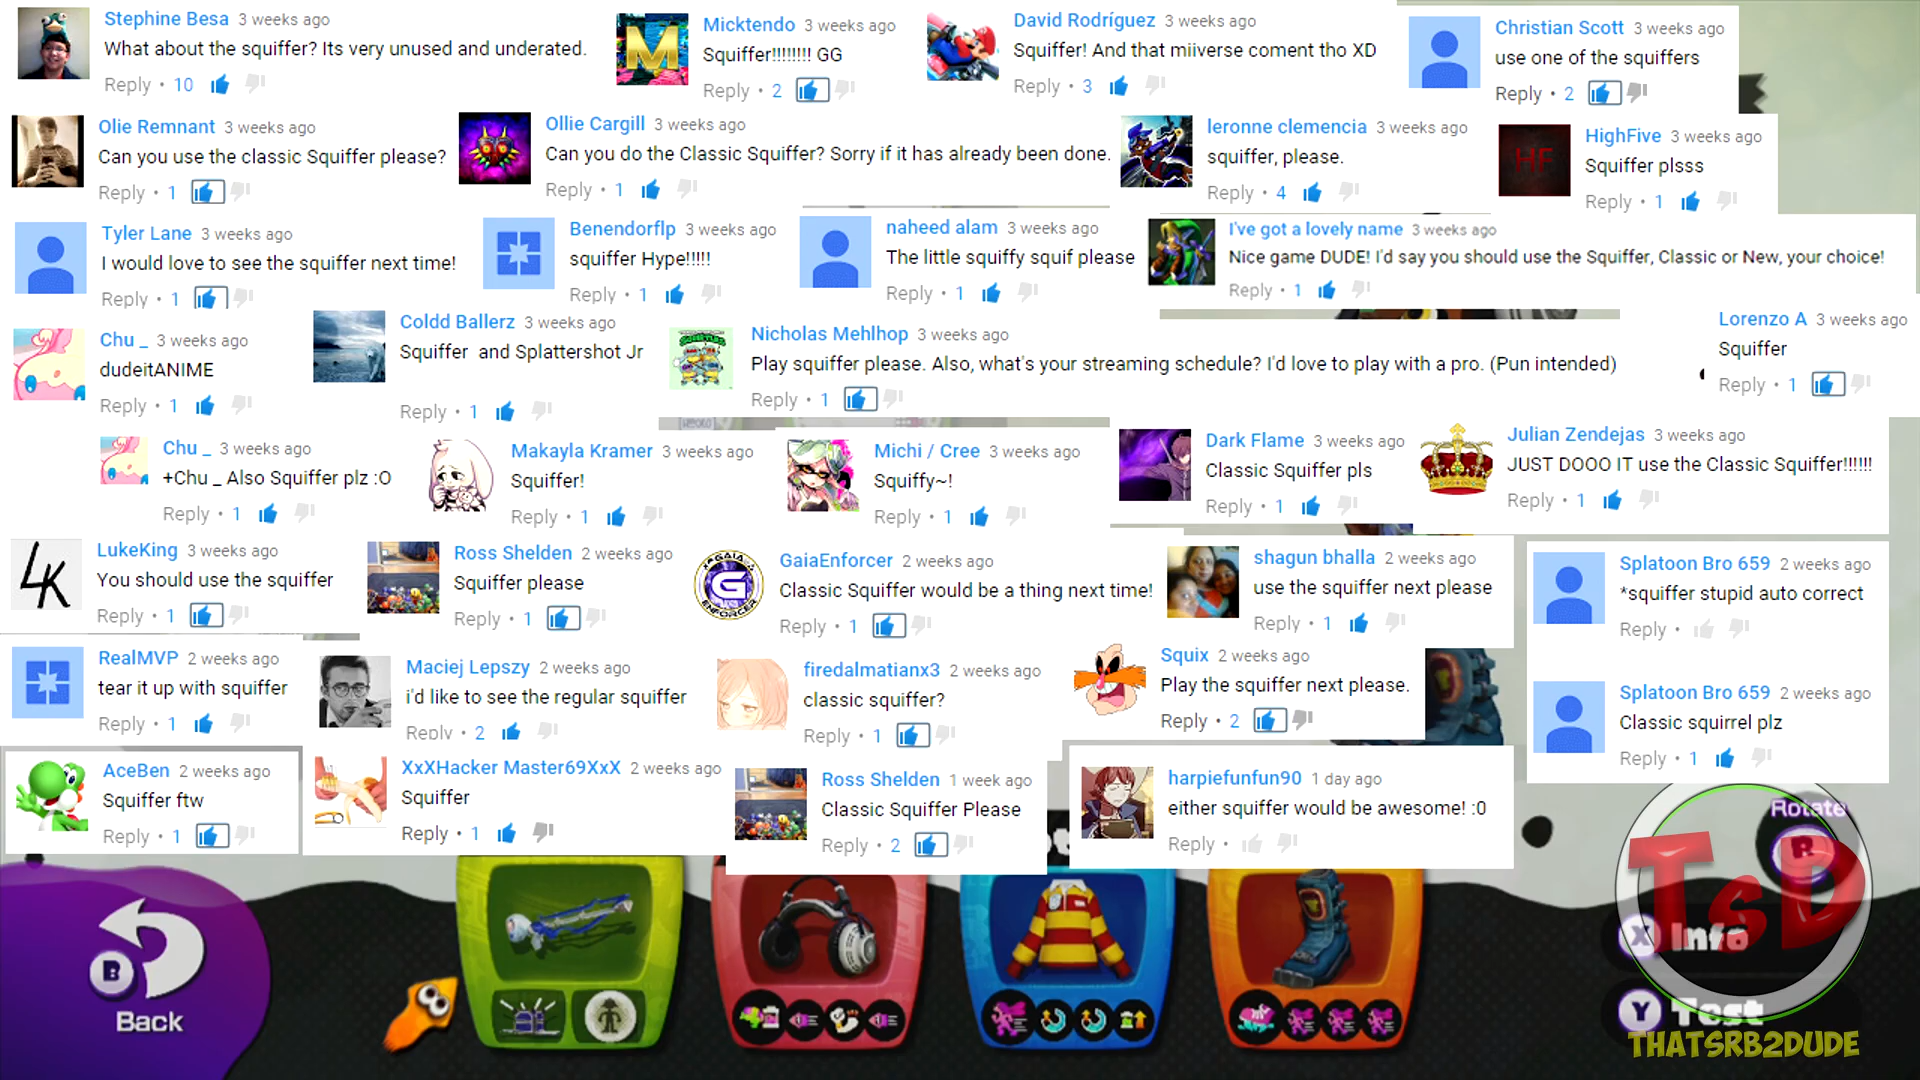 Stephine Besa 3 weeks ago
What about the squiffer? Its very unused and underated.
Reply • 10
M
Micktendo 3 weeks ago
Squiffer!!!!!!!! GG
Reply • 2
David Rodríguez 3 weeks ago
Squiffer! And that miiverse coment tho XD
Reply • 3
Christian Scott 3 weeks ago
use one of the squiffers
Reply • 2
Olie Remnant 3 weeks ago
Can you use the classic Squiffer please?
Reply • 1
Ollie Cargill 3 weeks ago
Can you do the Classic Squiffer? Sorry if it has already been done.
Reply • 1
leronne clemencia 3 weeks ago
squiffer, please.
Reply • 4
HF
HighFive 3 weeks ago
Squiffer plsss
Reply • 1
Tyler Lane 3 weeks ago
I would love to see the squiffer next time!
Reply • 1
Benendorflp 3 weeks ago
squiffer Hype!!!!!
Reply • 1
naheed alam 3 weeks ago
The little squiffy squif please
Reply • 1
I've got a lovely name 3 weeks ago
Nice game DUDE! I'd say you should use the Squiffer, Classic or New, your choice!
Reply • 1
Chu _ 3 weeks ago
dudeitANIME
Reply • 1
Coldd Ballerz 3 weeks ago
Squiffer and Splattershot Jr
Reply • 1
Nicholas Mehlhop 3 weeks ago
Play squiffer please. Also, what's your streaming schedule? I'd love to play with a pro. (Pun intended)
Reply • 1
Lorenzo A 3 weeks ago
Squiffer
Reply • 1
Chu _ 3 weeks ago
+Chu _ Also Squiffer plz :O
Reply • 1
Makayla Kramer 3 weeks ago
Squiffer!
Reply • 1
Michi / Cree 3 weeks ago
Squiffy~!
Reply • 1
Dark Flame 3 weeks ago
Classic Squiffer pls
Reply • 1
Julian Zendejas 3 weeks ago
JUST DOOO IT use the Classic Squiffer!!!!!!
Reply • 1
LK
LukeKing 3 weeks ago
You should use the squiffer
Reply • 1
Ross Shelden 2 weeks ago
Squiffer please
Reply • 1
GAIA
G
ENFORCER
GaiaEnforcer 2 weeks ago
Classic Squiffer would be a thing next time!
Reply • 1
shagun bhalla 2 weeks ago
use the squiffer next please
Reply • 1
Splatoon Bro 659 2 weeks ago
*squiffer stupid auto correct
Reply •
RealMVP 2 weeks ago
tear it up with squiffer
Reply • 1
Maciej Lepszy 2 weeks ago
i'd like to see the regular squiffer
Reply • 2
firedalmatianx3 2 weeks ago
classic squiffer?
Reply • 1
Squix 2 weeks ago
Play the squiffer next please.
Reply • 2
Splatoon Bro 659 2 weeks ago
Classic squirrel plz
Reply • 1
AceBen 2 weeks ago
Squiffer ftw
Reply • 1
XxXHacker Master69XxX 2 weeks ago
Squiffer
Reply • 1
Ross Shelden 1 week ago
Classic Squiffer Please
Reply • 2
harpiefunfun90 1 day ago
either squiffer would be awesome! :0
Reply •
Rotate
R
TsD
X Info
B
Back
Y Test
THATSRB2DUDE